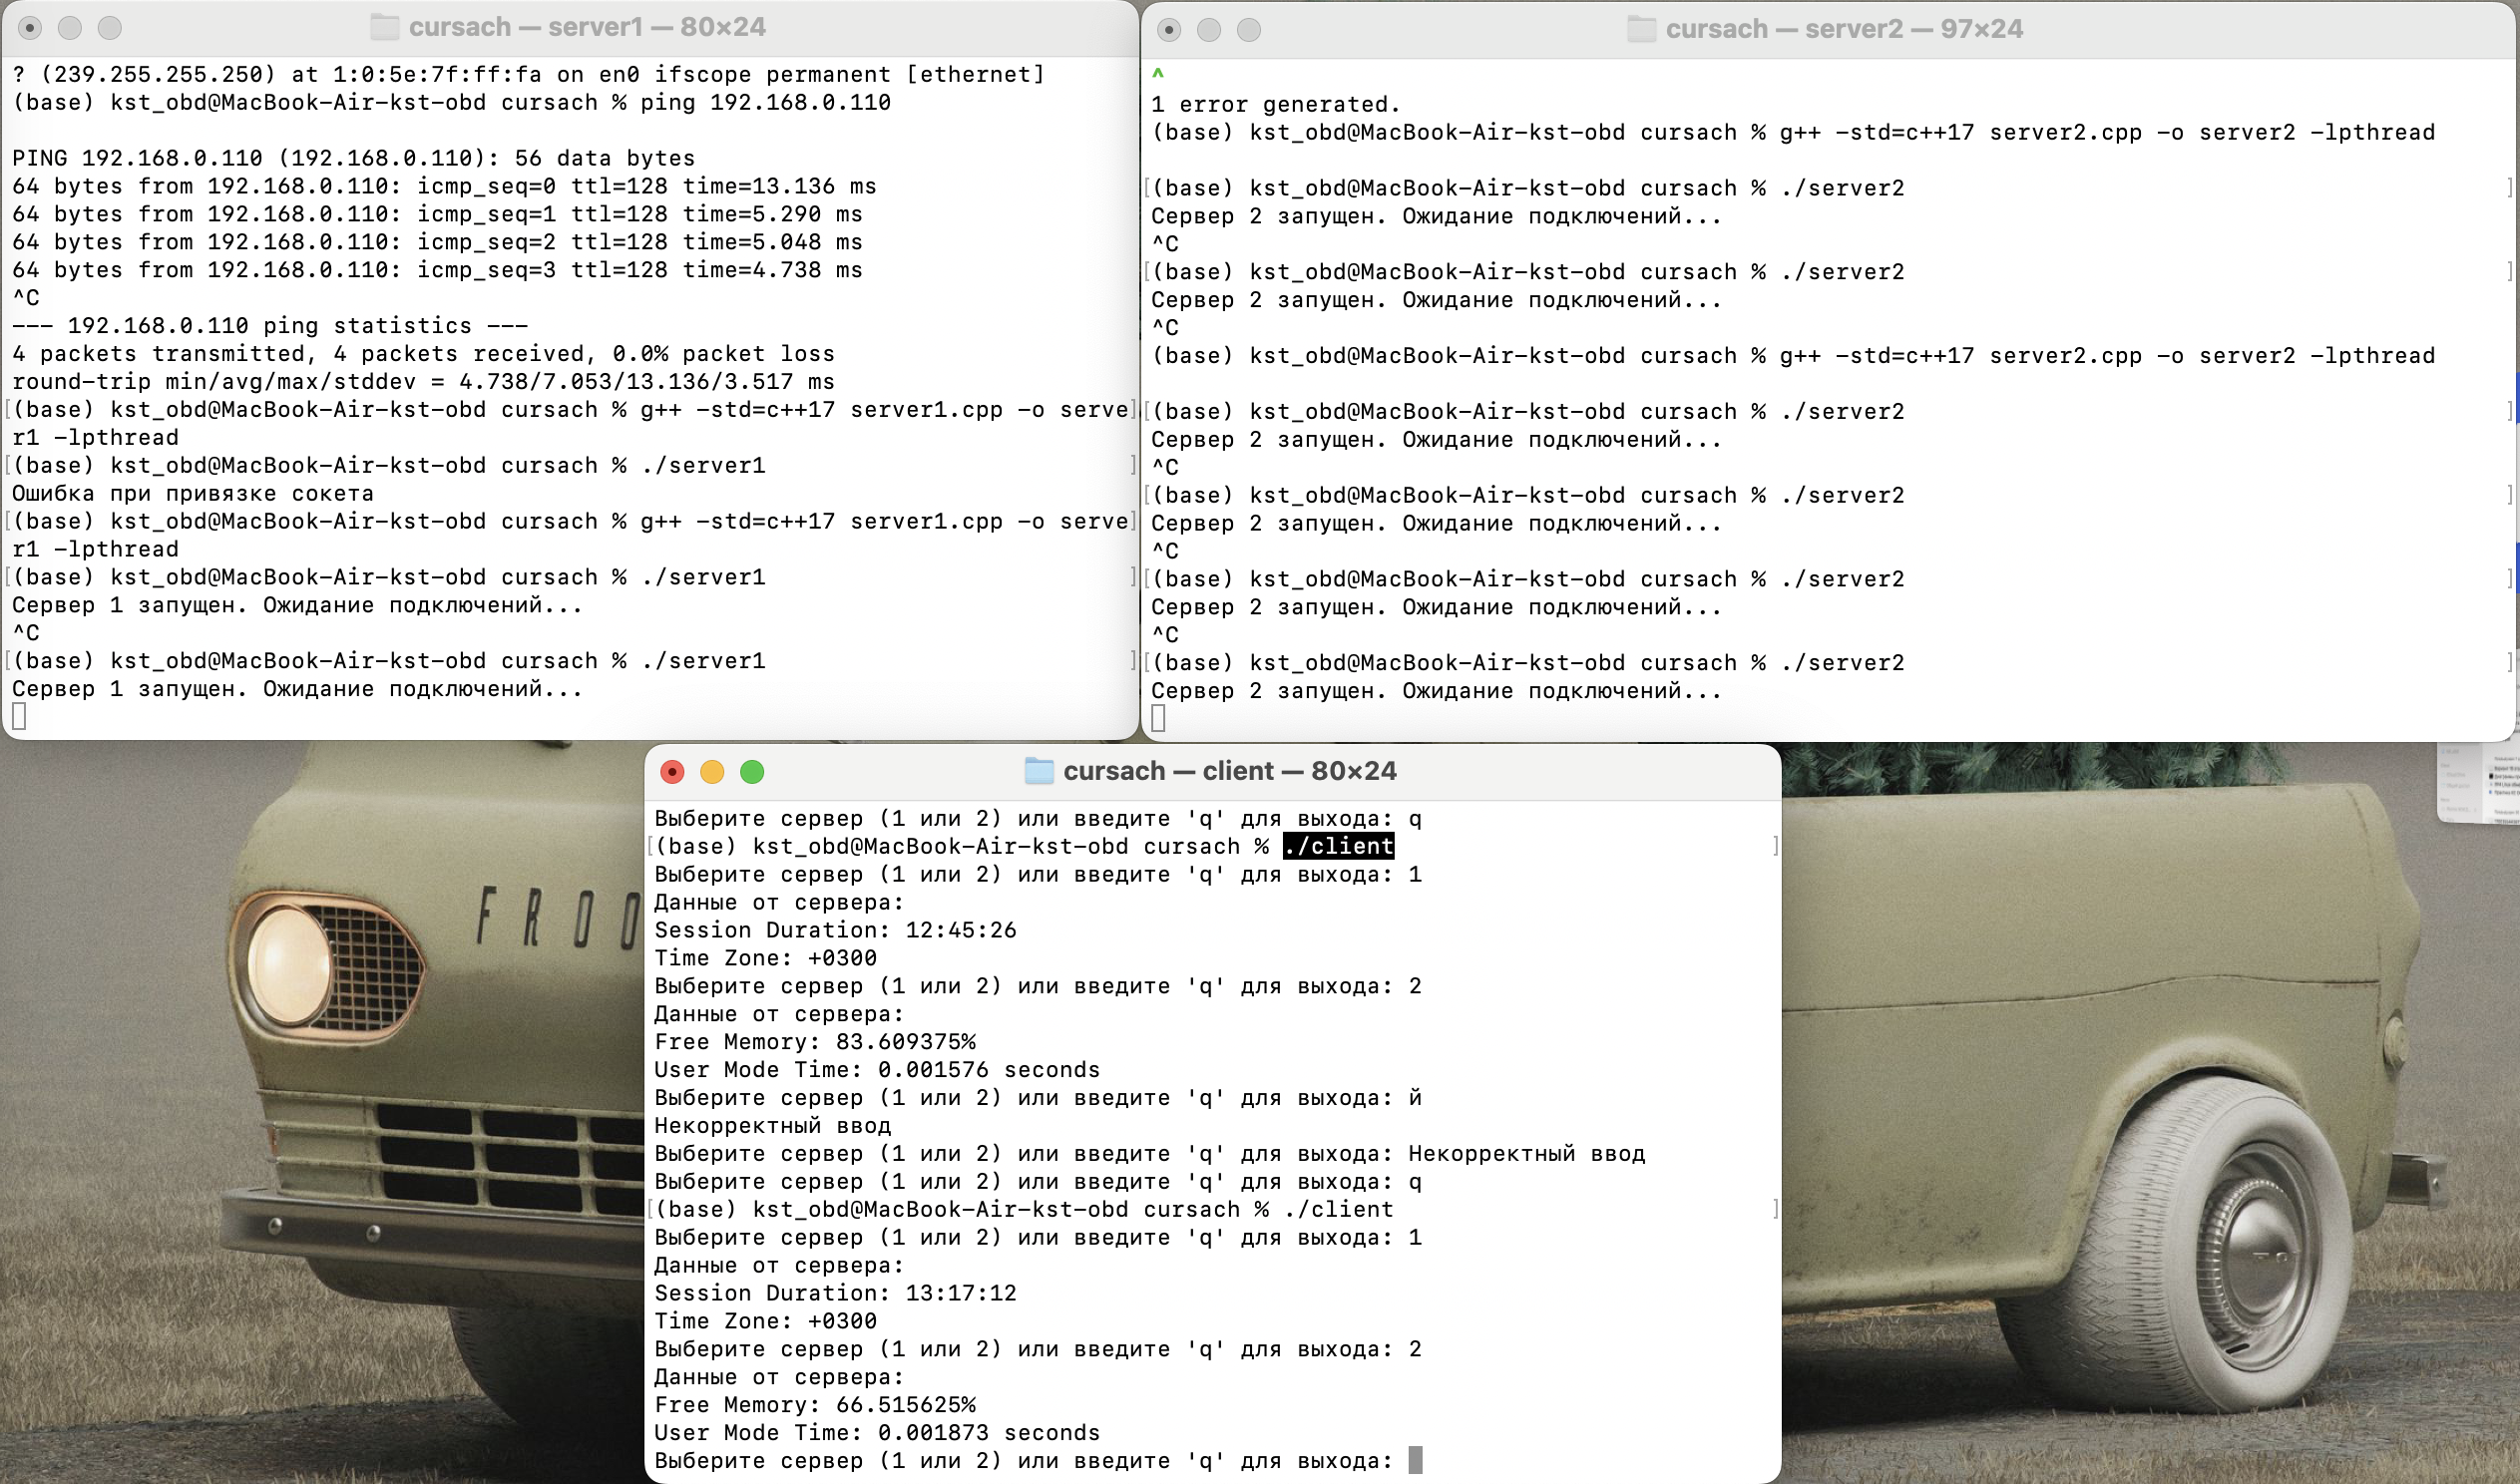 cursach — server1 — 80×24
? (239.255.255.250) at 1:0:5e:7f:ff:fa on en0 ifscope permanent [ethernet]
(base) kst_obd@MacBook-Air-kst-obd cursach % ping 192.168.0.110
PING 192.168.0.110 (192.168.0.110): 56 data bytes
64 bytes from 192.168.0.110: icmp_seq=0 ttl=128 time=13.136 ms
64 bytes from 192.168.0.110: icmp_seq=1 ttl=128 time=5.290 ms
64 bytes from 192.168.0.110: icmp_seq=2 ttl=128 time=5.048 ms
64 bytes from 192.168.0.110: icmp_seq=3 ttl=128 time=4.738 ms
^C
--- 192.168.0.110 ping statistics ---
4 packets transmitted, 4 packets received, 0.0% packet loss
round-trip min/avg/max/stddev = 4.738/7.053/13.136/3.517 ms
[(base) kst_obd@MacBook-Air-kst-obd cursach % g++ -std=c++17 server1.cpp -o serve]
r1 -lpthread
[(base) kst_obd@MacBook-Air-kst-obd cursach % ./server1 ]
Ошибка при привязке сокета
[(base) kst_obd@MacBook-Air-kst-obd cursach % g++ -std=c++17 server1.cpp -o serve]
r1 -lpthread
[(base) kst_obd@MacBook-Air-kst-obd cursach % ./server1 ]
Сервер 1 запущен. Ожидание подключений...
^C
[(base) kst_obd@MacBook-Air-kst-obd cursach % ./server1 ]
Сервер 1 запущен. Ожидание подключений...
cursach — server2 — 97×24
^
1 error generated.
(base) kst_obd@MacBook-Air-kst-obd cursach % g++ -std=c++17 server2.cpp -o server2 -lpthread
[(base) kst_obd@MacBook-Air-kst-obd cursach % ./server2 ]
Сервер 2 запущен. Ожидание подключений...
^C
[(base) kst_obd@MacBook-Air-kst-obd cursach % ./server2 ]
Сервер 2 запущен. Ожидание подключений...
^C
(base) kst_obd@MacBook-Air-kst-obd cursach % g++ -std=c++17 server2.cpp -o server2 -lpthread
[(base) kst_obd@MacBook-Air-kst-obd cursach % ./server2 ]
Сервер 2 запущен. Ожидание подключений...
^C
[(base) kst_obd@MacBook-Air-kst-obd cursach % ./server2 ]
Сервер 2 запущен. Ожидание подключений...
^C
[(base) kst_obd@MacBook-Air-kst-obd cursach % ./server2 ]
Сервер 2 запущен. Ожидание подключений...
^C
[(base) kst_obd@MacBook-Air-kst-obd cursach % ./server2 ]
Сервер 2 запущен. Ожидание подключений...
cursach — client — 80×24
Выберите сервер (1 или 2) или введите 'q' для выхода: q
[(base) kst_obd@MacBook-Air-kst-obd cursach % ./client ]
Выберите сервер (1 или 2) или введите 'q' для выхода: 1
Данные от сервера:
Session Duration: 12:45:26
Time Zone: +0300
Выберите сервер (1 или 2) или введите 'q' для выхода: 2
Данные от сервера:
Free Memory: 83.609375%
User Mode Time: 0.001576 seconds
Выберите сервер (1 или 2) или введите 'q' для выхода: й
Некорректный ввод
Выберите сервер (1 или 2) или введите 'q' для выхода: Некорректный ввод
Выберите сервер (1 или 2) или введите 'q' для выхода: q
[(base) kst_obd@MacBook-Air-kst-obd cursach % ./client ]
Выберите сервер (1 или 2) или введите 'q' для выхода: 1
Данные от сервера:
Session Duration: 13:17:12
Time Zone: +0300
Выберите сервер (1 или 2) или введите 'q' для выхода: 2
Данные от сервера:
Free Memory: 66.515625%
User Mode Time: 0.001873 seconds
Выберите сервер (1 или 2) или введите 'q' для выхода:
FROO